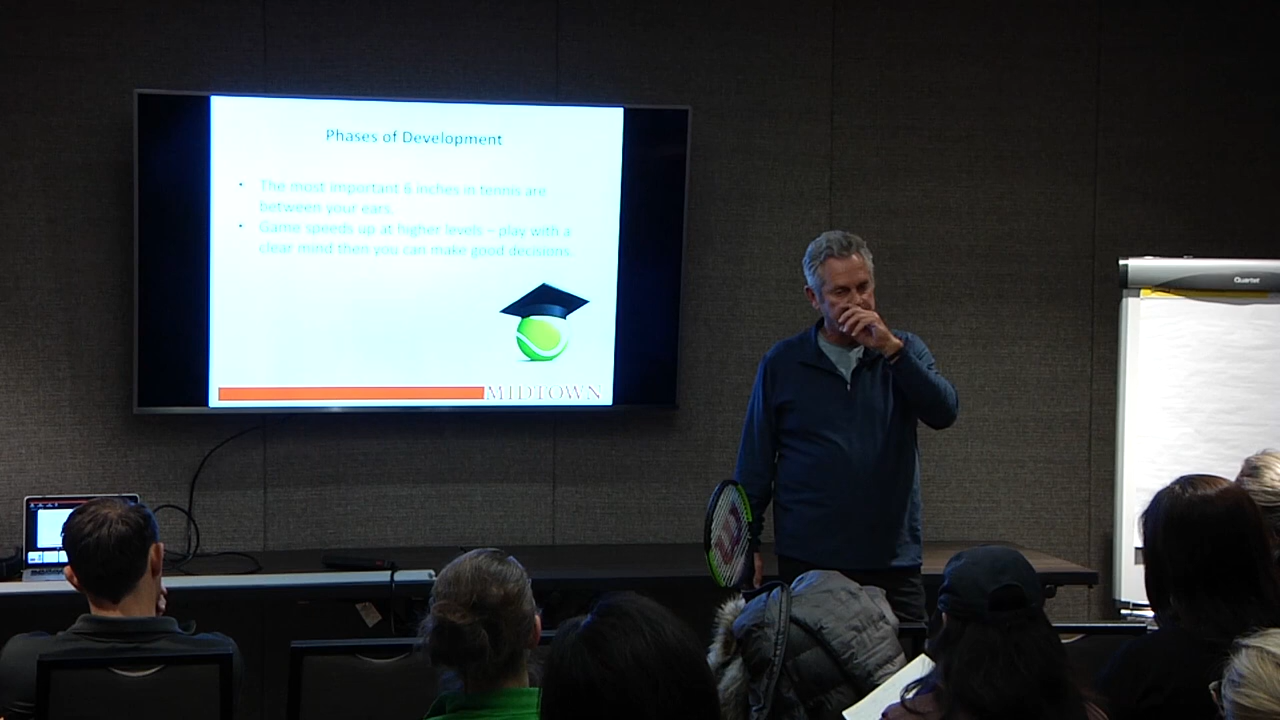 Phases of Development
• The most important 6 inches in tennis are
between your ears.
• Game speeds up at higher levels – play with a
clear mind then you can make good decisions.
MIDTOWN
Quartet
W